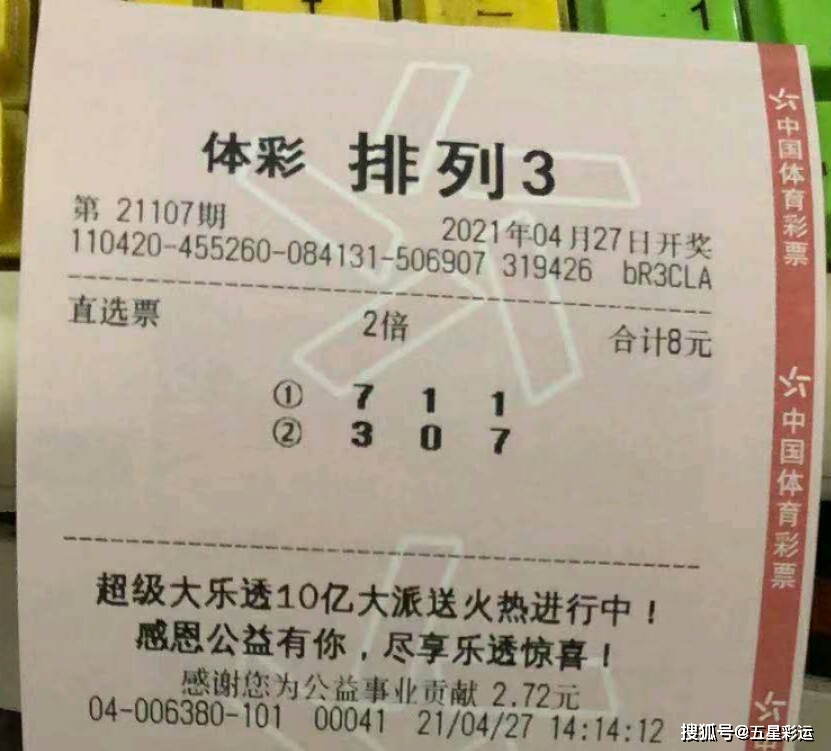 体彩 排列3
第 21107期 2021年04月27日开奖
110420-455260-084131-506907 319426 bR3CLA
直选票 2倍 合计8元
① 7 1 1
② 3 0 7
超级大乐透10亿大派送火热进行中！
感恩公益有你，尽享乐透惊喜！
感谢您为公益事业贡献 2.72元
04-006380-101 00041 21/04/27 14:14:12
中国体育彩票
中国体育彩票
搜狐号@五星彩运